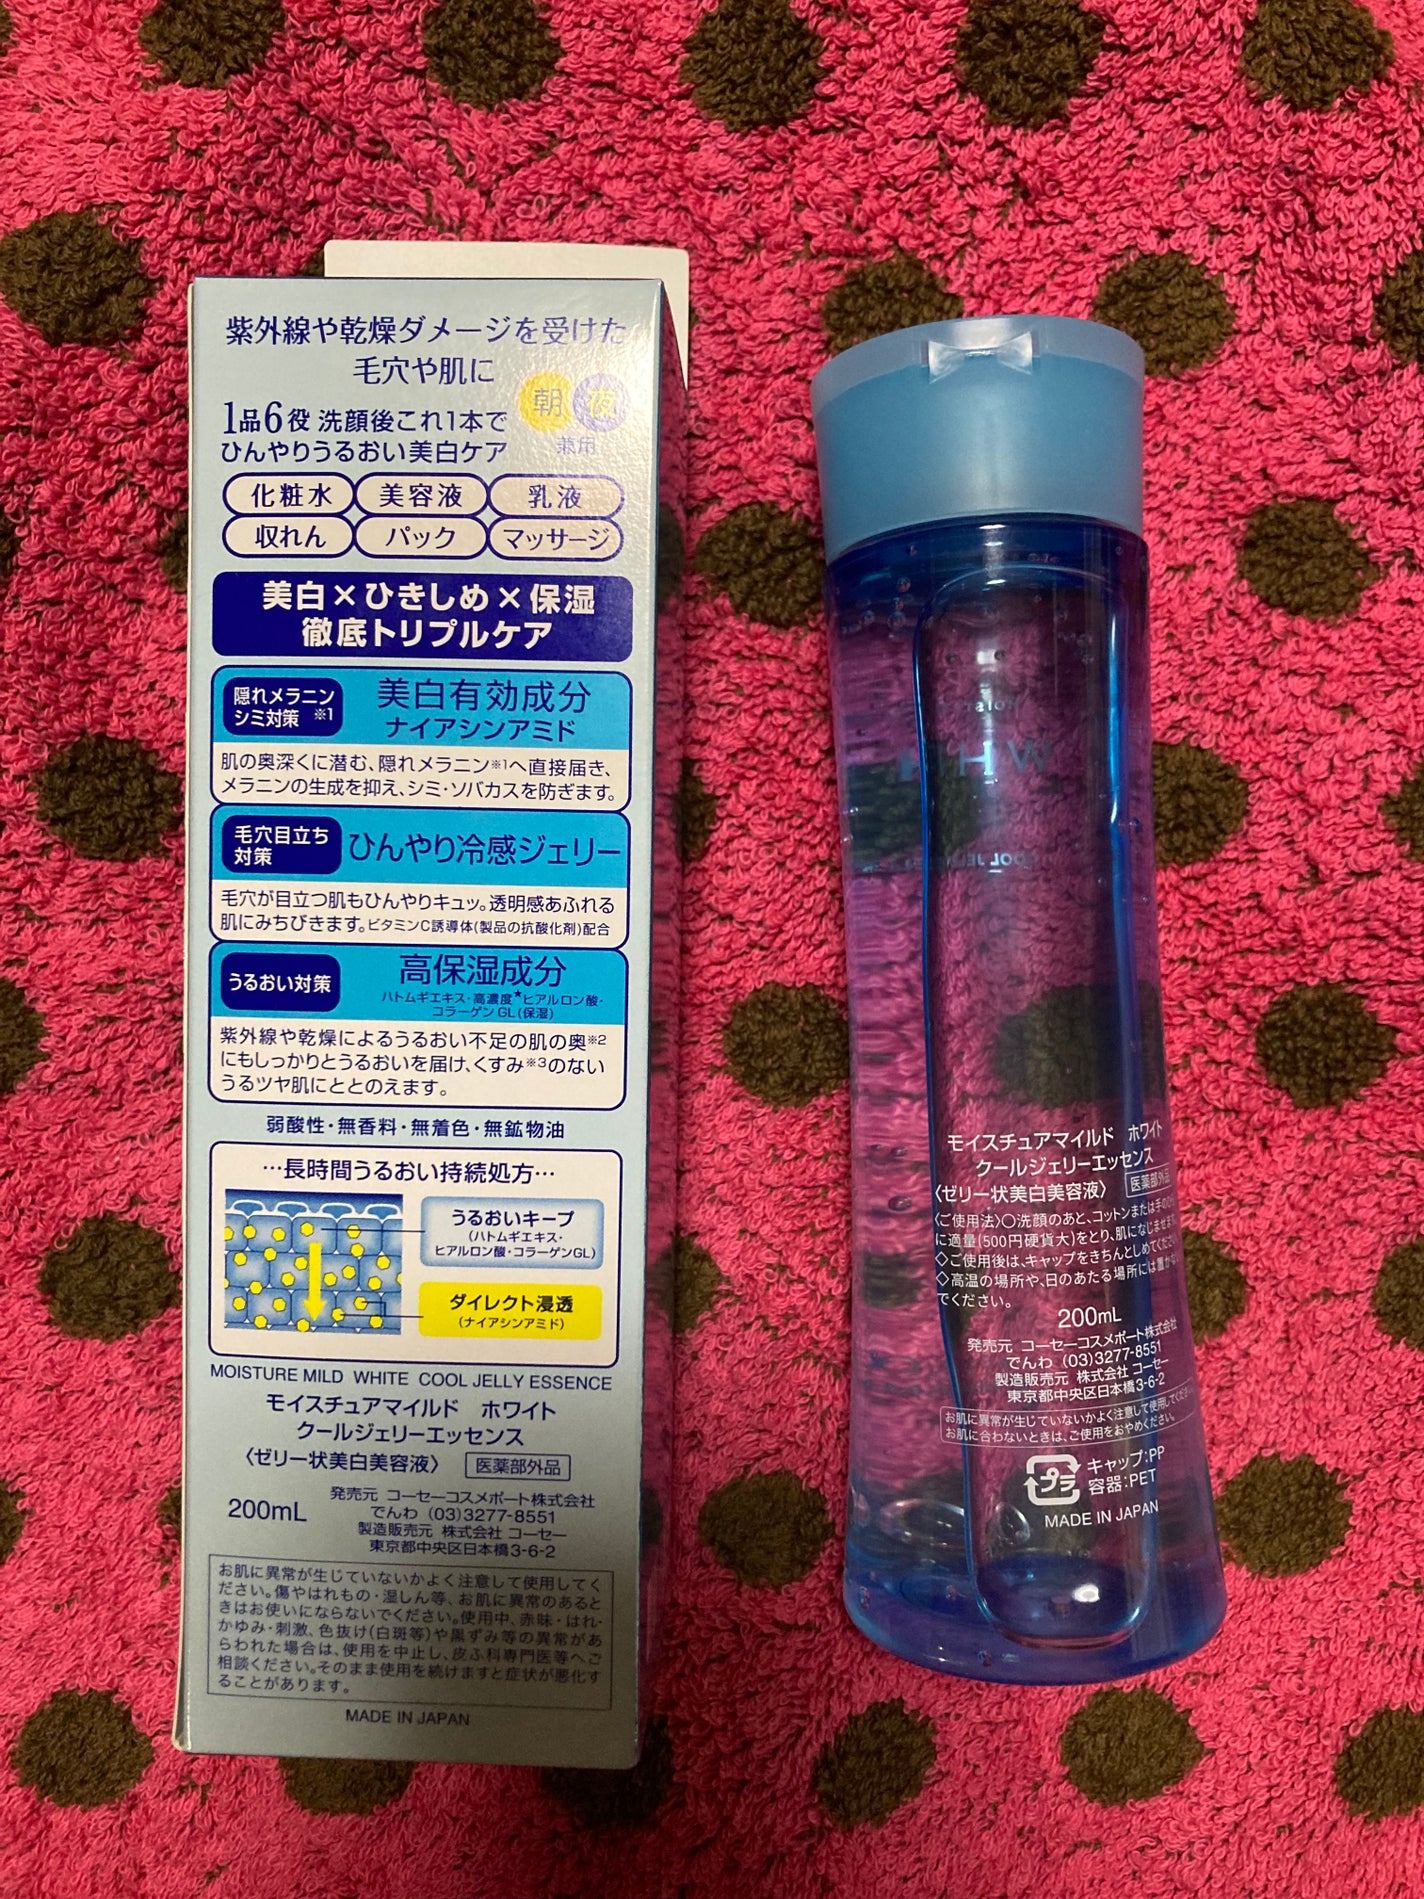 紫外線や乾燥ダメージを受けた
毛穴や肌に
朝 夜
兼用
1品6役 洗顔後これ1本で
ひんやりうるおい美白ケア
化粧水 美容液 乳液
収れん パック マッサージ
美白×ひきしめ×保湿
徹底トリプルケア
隠れメラニン
シミ対策 ※1
美白有効成分
ナイアシンアミド
肌の奥深くに潜む、隠れメラニン※1へ直接届き、
メラニンの生成を抑え、シミ・ソバカスを防ぎます。
毛穴目立ち
対策
ひんやり冷感ジェリー
毛穴が目立つ肌もひんやりキュッ。透明感あふれる
肌にみちびきます。ビタミンC誘導体(製品の抗酸化剤)配合
うるおい対策
高保湿成分
ハトムギエキス・高濃度★ヒアルロン酸・
コラーゲンGL(保湿)
紫外線や乾燥によるうるおい不足の肌の奥※2
にもしっかりとうるおいを届け、くすみ※3のない
うるツヤ肌にととのえます。
弱酸性・無香料・無着色・無鉱物油
…長時間うるおい持続処方…
うるおいキープ
(ハトムギエキス・
ヒアルロン酸・コラーゲンGL)
ダイレクト浸透
(ナイアシンアミド)
MOISTURE MILD WHITE COOL JELLY ESSENCE
モイスチュアマイルド ホワイト
クールジェリーエッセンス
〈ゼリー状美白美容液〉 医薬部外品
200mL
発売元 コーセーコスメポート株式会社
でんわ (03)3277-8551
製造販売元 株式会社 コーセー
東京都中央区日本橋3-6-2
お肌に異常が生じていないかよく注意して使用してく
ださい。傷やはれもの・湿しん等、お肌に異常のあると
きはお使いにならないでください。使用中、赤味・はれ・
かゆみ・刺激、色抜け(白斑等)や黒ずみ等の異常があ
らわれた場合は、使用を中止し、皮ふ科専門医等へご
相談ください。そのまま使用を続けますと症状が悪化す
ることがあります。
MADE IN JAPAN
モイスチュアマイルド ホワイト
クールジェリーエッセンス
〈ゼリー状美白美容液〉 医薬部外品
〈ご使用法〉○洗顔のあと、コットンまたは手のひら
に適量(500円硬貨大)をとり、肌になじませます。
◇ご使用後は、キャップをきちんとしめてください。
◇高温の場所や、日のあたる場所には置かない
でください。
200mL
発売元 コーセーコスメポート株式会社
でんわ (03)3277-8551
製造販売元 株式会社 コーセー
東京都中央区日本橋3-6-2
お肌に異常が生じていないかよく注意して使用してください。
お肌に合わないときは、ご使用をおやめください。
プラ
キャップ:PP
容器:PET
MADE IN JAPAN